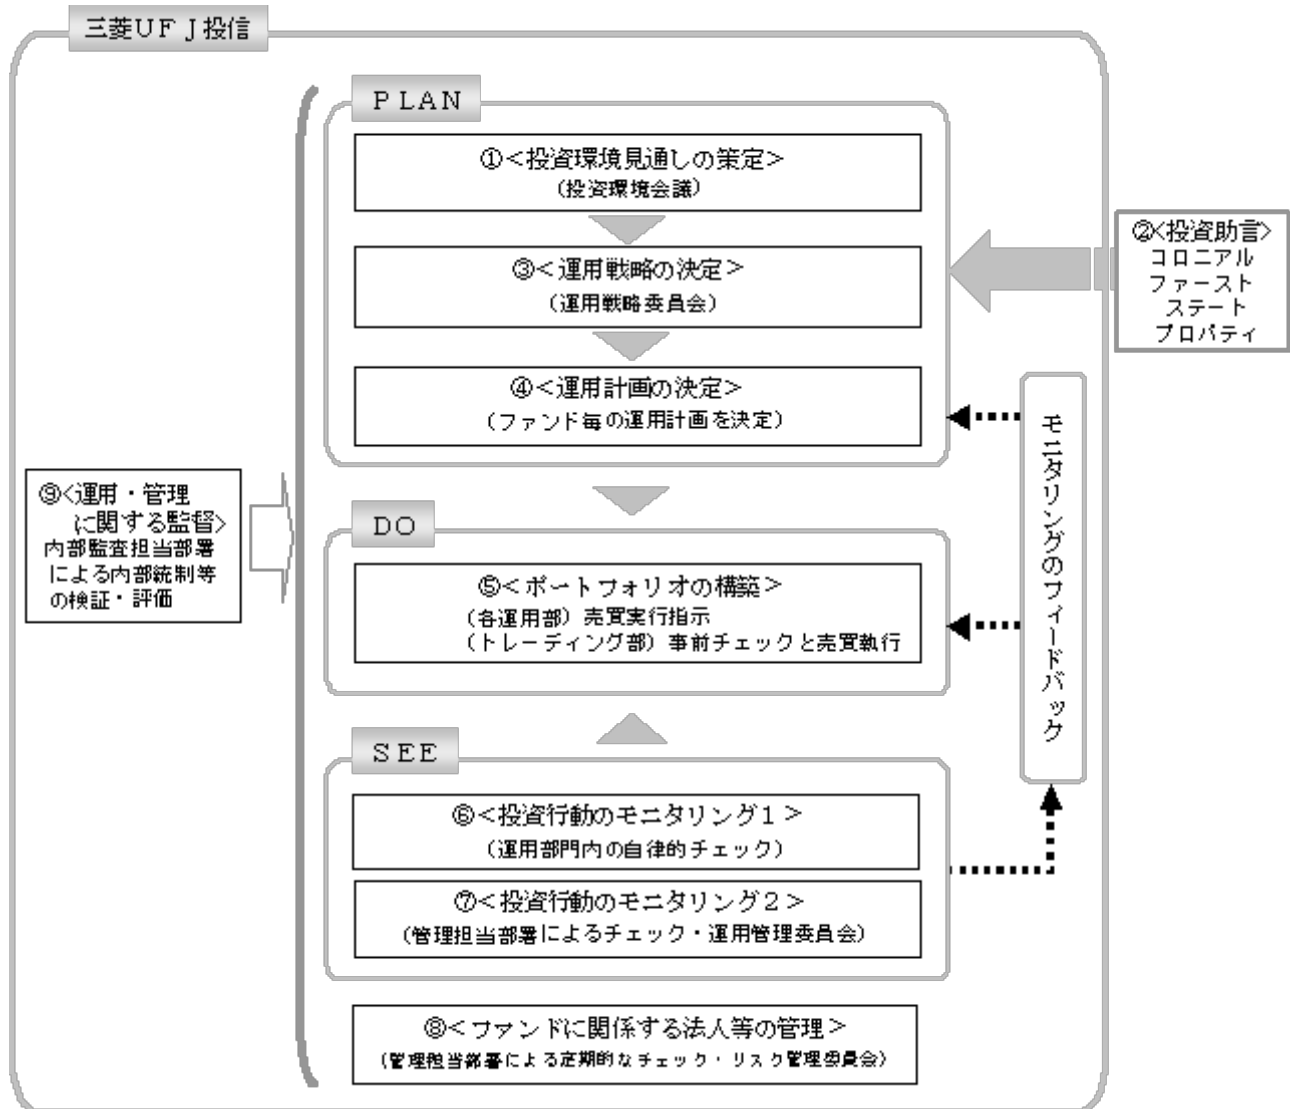 三菱ＵＦＪ投信
ＰＬＡＮ
①＜投資環境見通しの策定＞
（投資環境会議）
②＜投資助言＞
コロニアル
ファースト
ステート
プロパティ
③＜運用戦略の決定＞
（運用戦略委員会）
④＜運用計画の決定＞
（ファンド毎の運用計画を決定）
モニタリングのフィードバック
⑨＜運用・管理
に関する監督＞
内部監査担当部署
による内部統制等
の検証・評価
ＤＯ
⑤＜ポートフォリオの構築＞
（各運用部）売買実行指示
（トレーディング部）事前チェックと売買執行
ＳＥＥ
⑥＜投資行動のモニタリング１＞
（運用部門内の自律的チェック）
⑦＜投資行動のモニタリング２＞
（管理担当部署によるチェック・運用管理委員会）
⑧＜ファンドに関係する法人等の管理＞
（管理担当部署による定期的なチェック・リスク管理委員会）